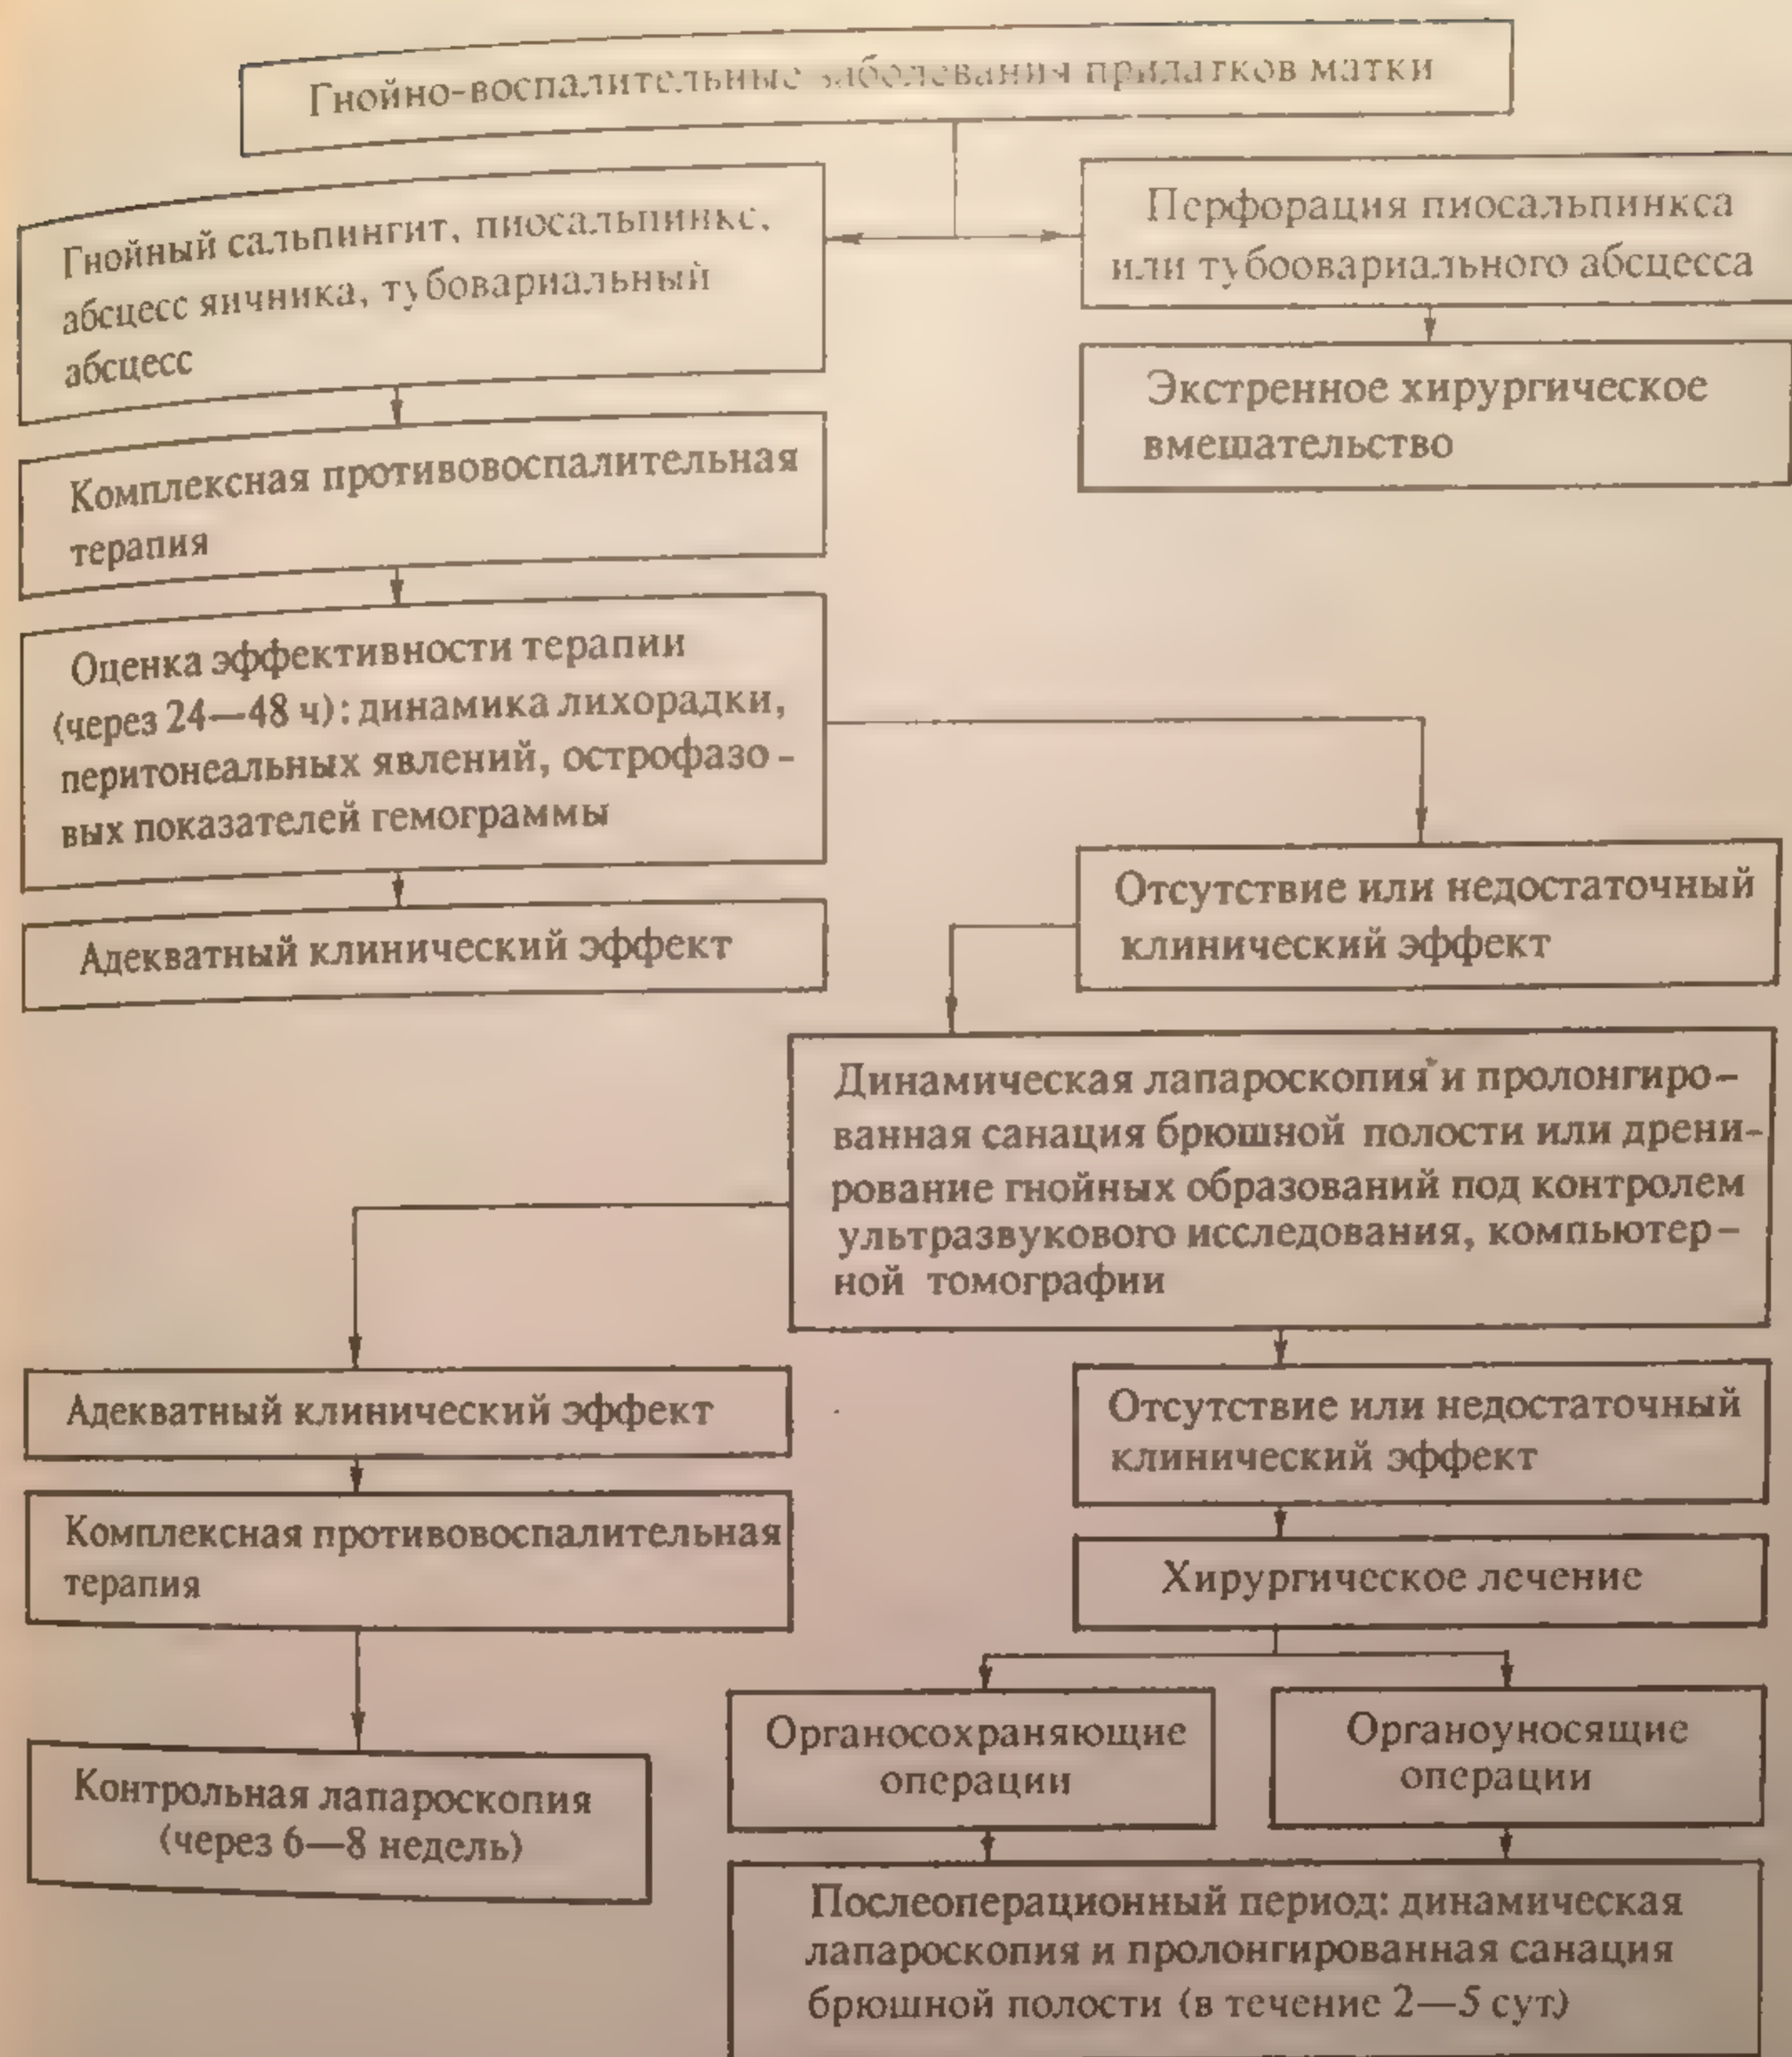 Гнойно-воспалительные заболевания придатков матки
Гнойный сальпингит, пиосальпинкс,
абсцесс яичника, тубовариальный
абсцесс
Перфорация пиосальпинкса
или тубоовариального абсцесса
Экстренное хирургическое
вмешательство
Комплексная противовоспалительная
терапия
Оценка эффективности терапии
(через 24—48 ч): динамика лихорадки,
перитонеальных явлений, острофазо-
вых показателей гемограммы
Адекватный клинический эффект
Отсутствие или недостаточный
клинический эффект
Динамическая лапароскопия и пролонгиро-
ванная санация брюшной полости или дрени-
рование гнойных образований под контролем
ультразвукового исследования, компьютер-
ной томографии
Адекватный клинический эффект
Комплексная противовоспалительная
терапия
Контрольная лапароскопия
(через 6—8 недель)
Отсутствие или недостаточный
клинический эффект
Хирургическое лечение
Органосохраняющие
операции
Органоуносящие
операции
Послеоперационный период: динамическая
лапароскопия и пролонгированная санация
брюшной полости (в течение 2—5 сут)